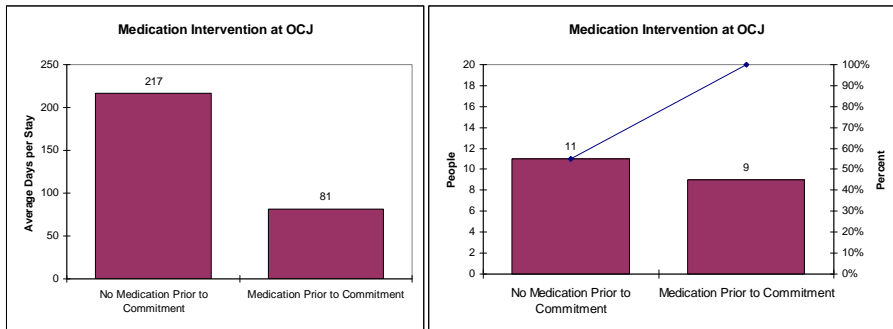 Medication Intervention at OCJ
250
200
150
100
50
0
Average Days per Stay
217
81
No Medication Prior to
Commitment
Medication Prior to Commitment
Medication Intervention at OCJ
20
18
16
14
12
10
8
6
4
2
0
People
11
9
100%
90%
80%
70%
60%
50%
40%
30%
20%
10%
0%
Percent
No Medication Prior to
Commitment
Medication Prior to Commitment